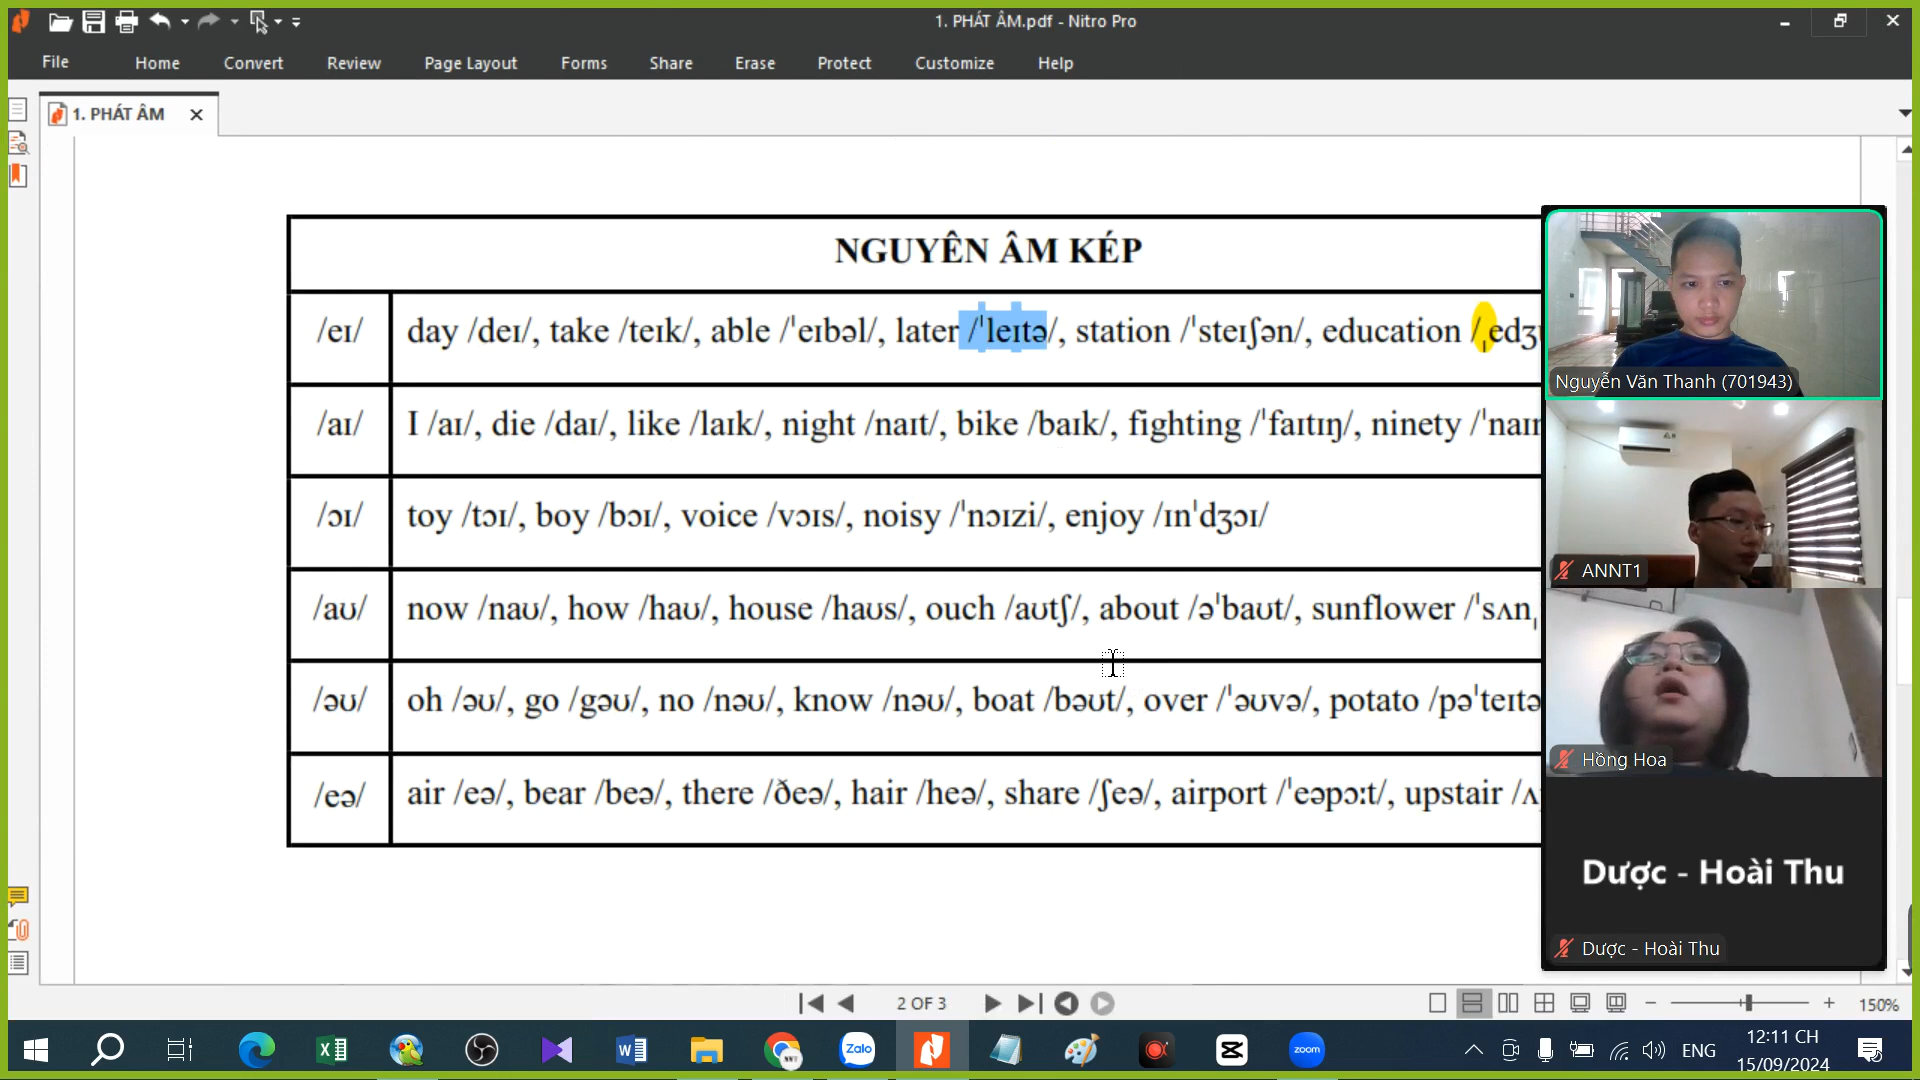 1. PHÁT ÂM.pdf - Nitro Pro
File Home Convert Review Page Layout Forms Share Erase Protect Customize Help
1. PHÁT ÂM
NGUYÊN ÂM KÉP
/eɪ/ day /deɪ/, take /teɪk/, able /ˈeɪbəl/, later /ˈleɪtə/, station /ˈsteɪʃən/, education /ˌedʒ
/aɪ/ I /aɪ/, die /daɪ/, like /laɪk/, night /naɪt/, bike /baɪk/, fighting /ˈfaɪtɪŋ/, ninety /ˈnaɪn
/ɔɪ/ toy /tɔɪ/, boy /bɔɪ/, voice /vɔɪs/, noisy /ˈnɔɪzi/, enjoy /ɪnˈdʒɔɪ/
/aʊ/ now /naʊ/, how /haʊ/, house /haʊs/, ouch /aʊtʃ/, about /əˈbaʊt/, sunflower /ˈsʌnˌ
/əʊ/ oh /əʊ/, go /gəʊ/, no /nəʊ/, know /nəʊ/, boat /bəʊt/, over /ˈəʊvə/, potato /pəˈteɪtə
/eə/ air /eə/, bear /beə/, there /ðeə/, hair /heə/, share /ʃeə/, airport /ˈeəpɔːt/, upstair /ʌ
Nguyễn Văn Thanh (701943)
ANNT1
Hồng Hoa
Dược - Hoài Thu
Dược - Hoài Thu
2 OF 3
150%
Zalo
zoom
ENG
12:11 CH
15/09/2024